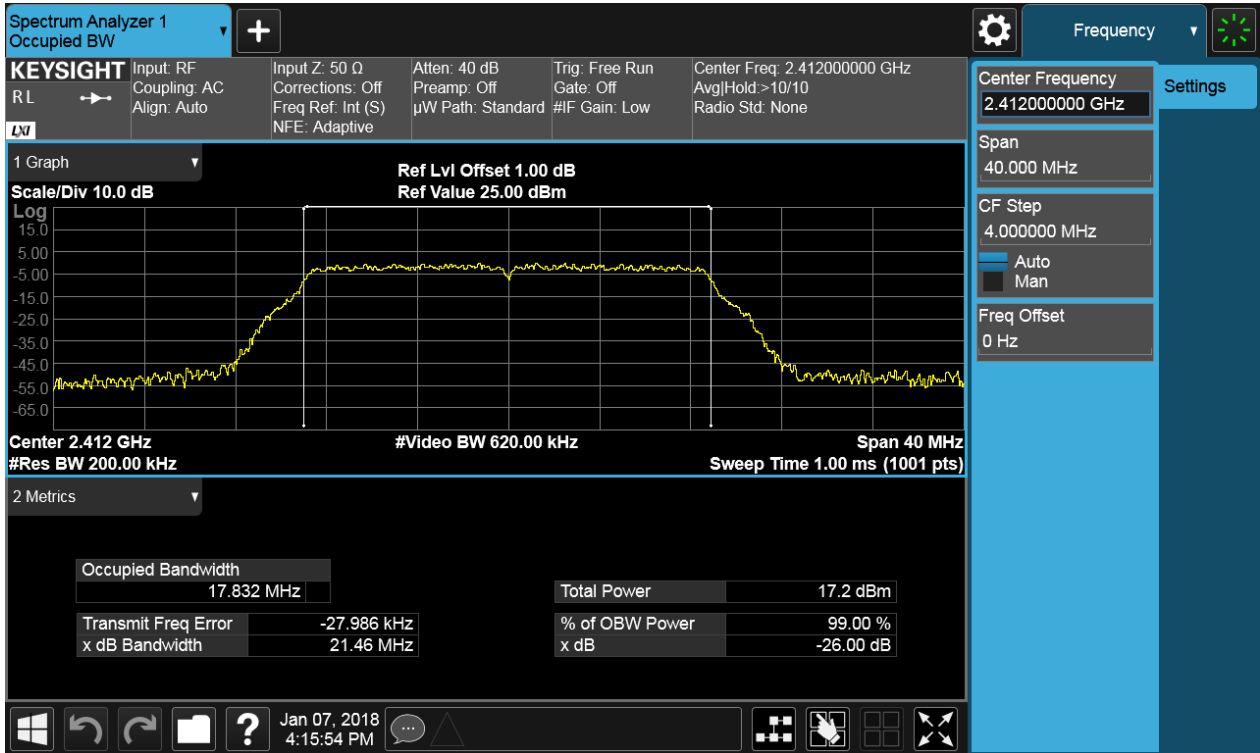 Spectrum Analyzer 1
Occupied BW
+
Frequency
KEYSIGHT
RL
LXI
Input: RF
Coupling: AC
Align: Auto
Input Z: 50 Ω
Corrections: Off
Freq Ref: Int (S)
NFE: Adaptive
Atten: 40 dB
Preamp: Off
µW Path: Standard
Trig: Free Run
Gate: Off
#IF Gain: Low
Center Freq: 2.412000000 GHz
Avg|Hold:>10/10
Radio Std: None
1 Graph
Scale/Div 10.0 dB
Ref Lvl Offset 1.00 dB
Ref Value 25.00 dBm
Log
15.0
5.00
-5.00
-15.0
-25.0
-35.0
-45.0
-55.0
-65.0
Center 2.412 GHz
#Res BW 200.00 kHz
#Video BW 620.00 kHz
Span 40 MHz
Sweep Time 1.00 ms (1001 pts)
2 Metrics
Occupied Bandwidth
17.832 MHz
Transmit Freq Error -27.986 kHz
x dB Bandwidth 21.46 MHz
Total Power 17.2 dBm
% of OBW Power 99.00 %
x dB -26.00 dB
Center Frequency
2.412000000 GHz
Span
40.000 MHz
CF Step
4.000000 MHz
Auto
Man
Freq Offset
0 Hz
Settings
?
Jan 07, 2018
4:15:54 PM